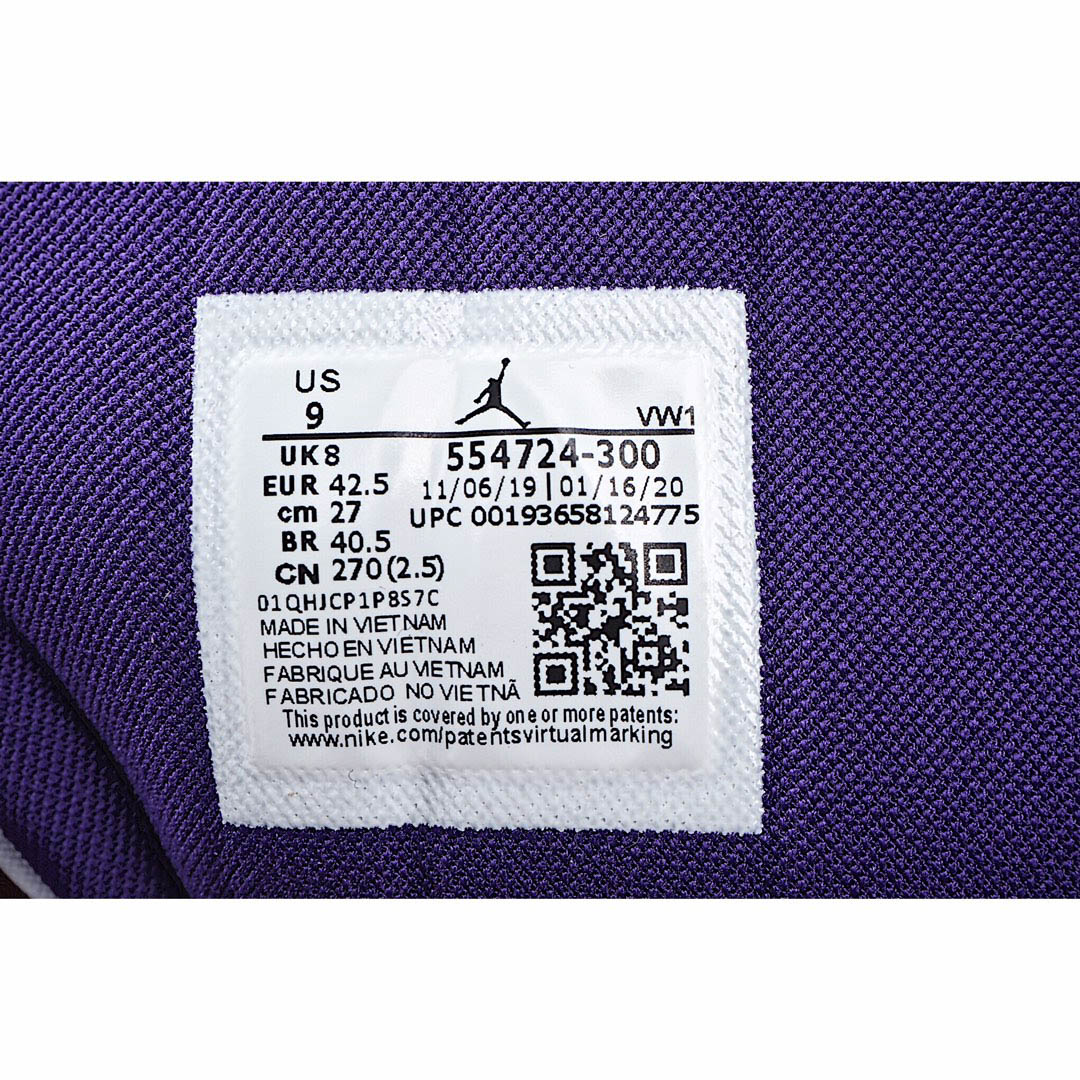 US
9
VW1
UK 8
554724-300
EUR 42.5
11/06/19 | 01/16/20
cm 27
UPC 00193658124775
BR 40.5
CN 270 (2.5)
01QHJCP1P8S7C
MADE IN VIETNAM
HECHO EN VIETNAM
FABRIQUE AU VIETNAM
FABRICADO NO VIETNÃ
This product is covered by one or more patents:
www.nike.com/patentsvirtualmarking